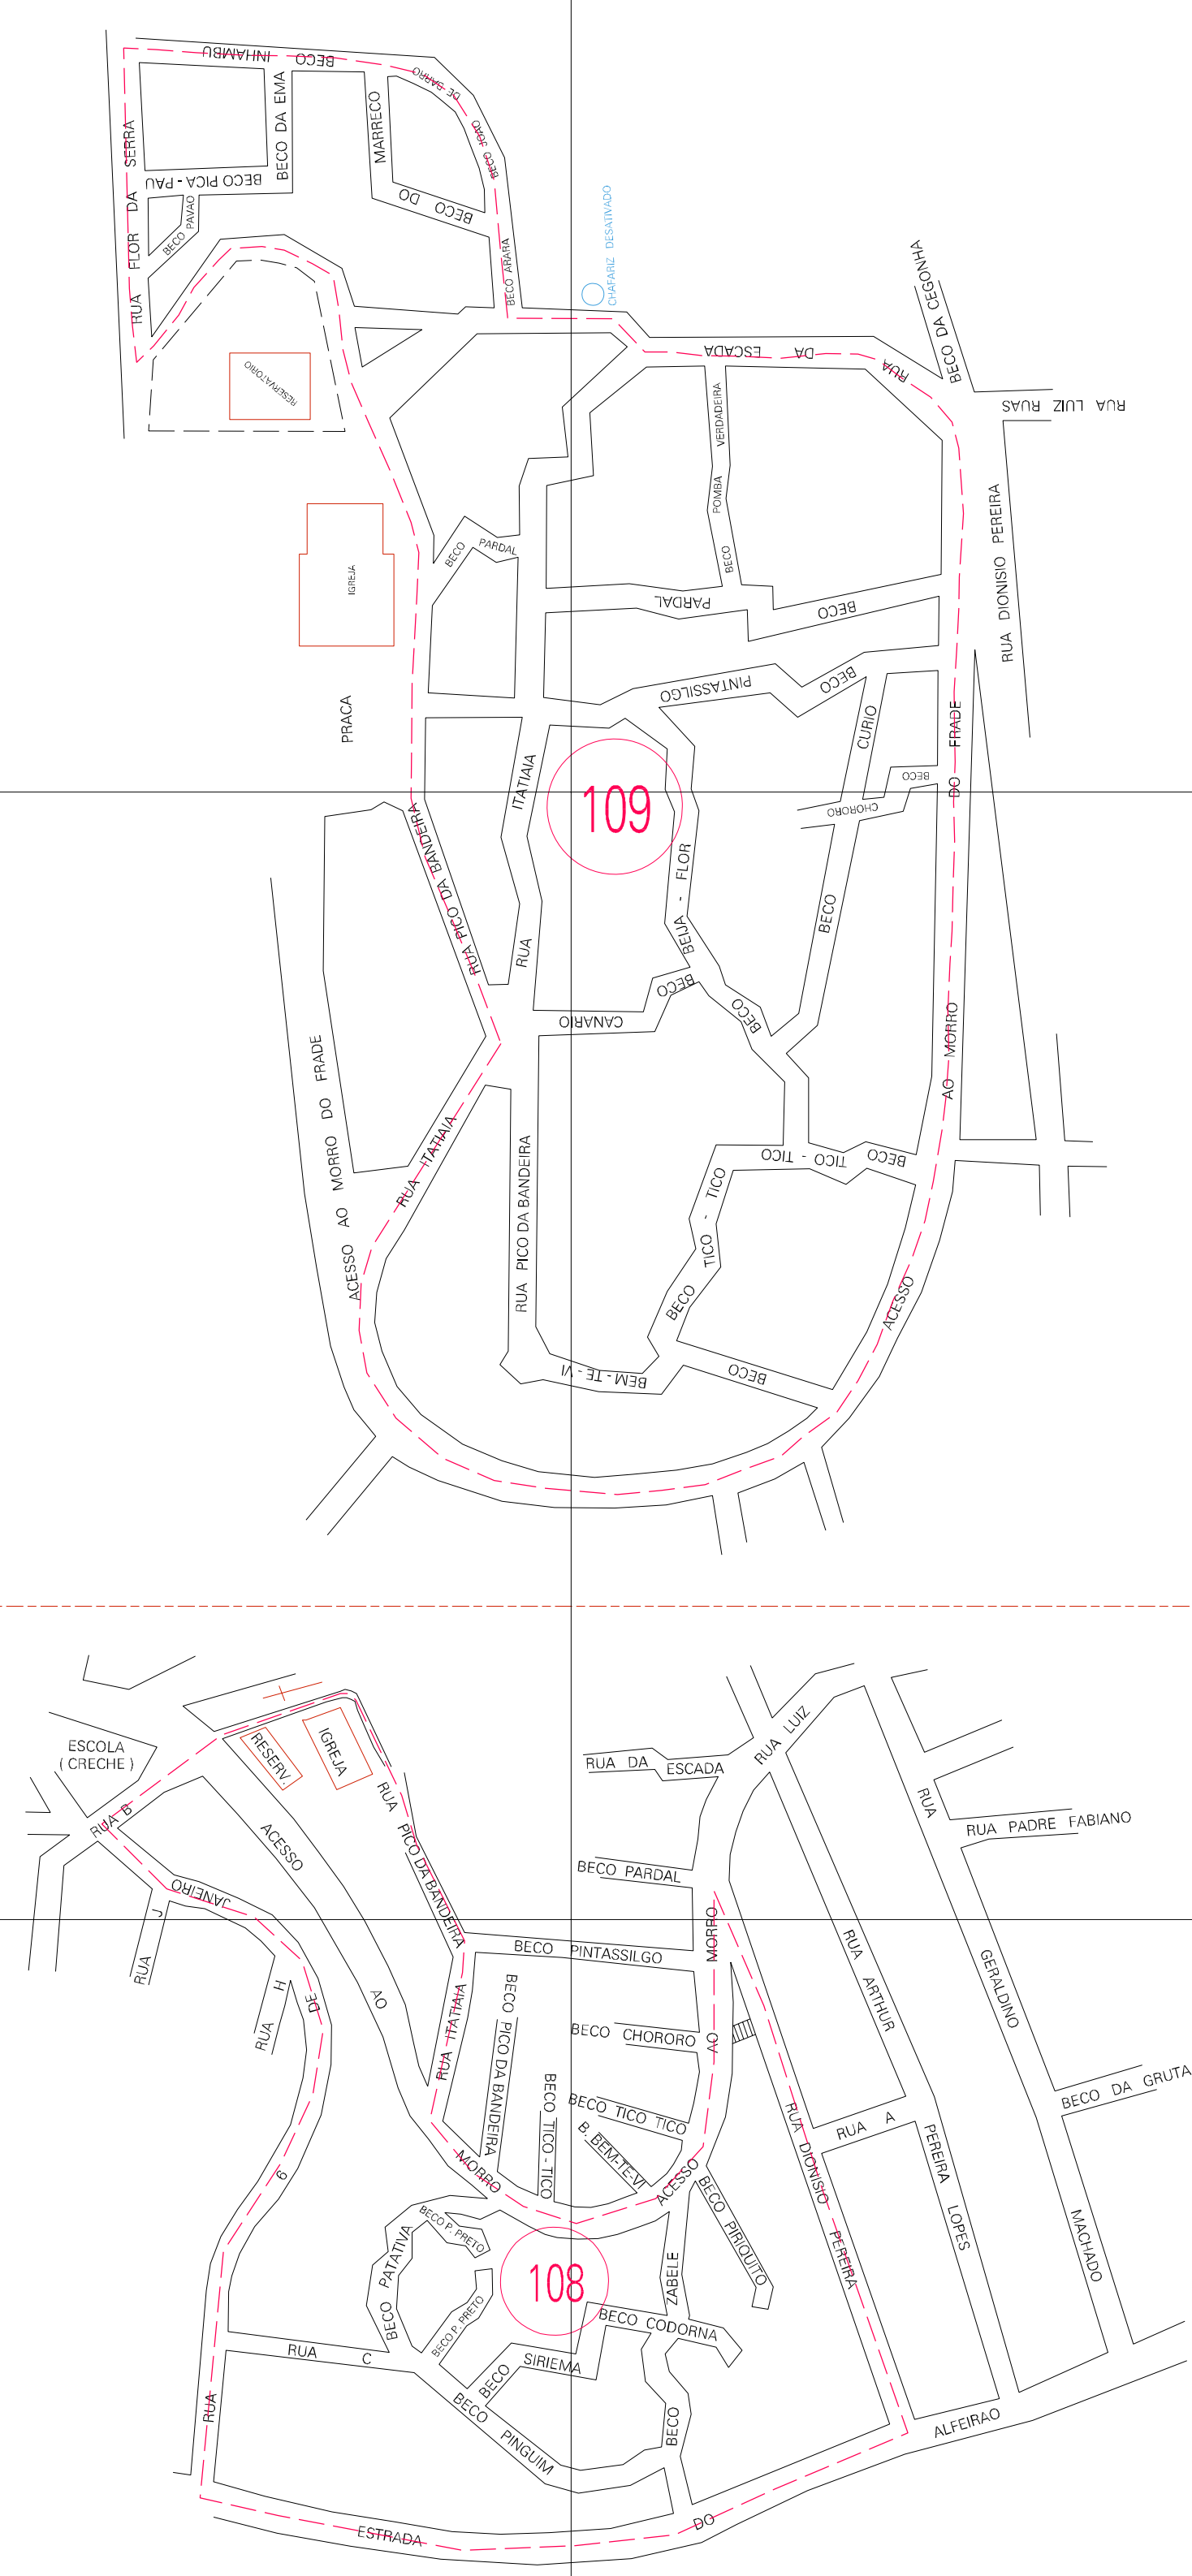 BECO INHAMBU
DE BARRO
BECO JOAO
BECO DA EMA
MARRECO
BECO DO
RUA FLOR DA SERRA
BECO PICA - PAU
BECO PAVAO
BECO ARARA
CHAFARIZ DESATIVADO
RESERVATORIO
RUA DA ESCADA
BECO DA CEGONHA
RUA LUIZ RUAS
BECO POMBA VERDADEIRA
RUA DIONISIO PEREIRA
BECO PARDAL
IGREJA
BECO PARDAL
PRACA
BECO PINTASSILGO
CURIO
BECO
BECO CHORORO
ITATIAIA
RUA
109
RUA PICO DA BANDEIRA
BEIJA - FLOR
BECO
BECO CANARIO
ACESSO AO MORRO DO FRADE
ACESSO AO MORRO DO FRADE
RUA ITATIAIA
RUA PICO DA BANDEIRA
BECO TICO - TICO
BECO TICO - TICO
BECO BEM - TE - VI
ESCOLA
( CRECHE )
RESERV.
IGREJA
RUA B
RUA PICO DA BANDEIRA
RUA DA ESCADA
RUA LUIZ
RUA GERALDINO MACHADO
RUA PADRE FABIANO
BECO PARDAL
ACESSO AO MORRO
RUA 6 DE JANEIRO
RUA J
RUA H
BECO PINTASSILGO
RUA ARTHUR PEREIRA LOPES
RUA ITATIAIA
BECO PICO DA BANDEIRA
BECO CHORORO
ACESSO AO MORRO
BECO TICO - TICO
BECO TICO TICO
B. BEM-TE-VI
RUA DIONISIO PEREIRA
RUA A
BECO DA GRUTA
BECO PIRIQUITO
BECO PATATIVA
BECO P. PRETO
BECO P. PRETO
108
BECO ZABELE
BECO CODORNA
BECO SIRIEMA
RUA C
BECO PINGUIM
ESTRADA DO ALFEIRAO